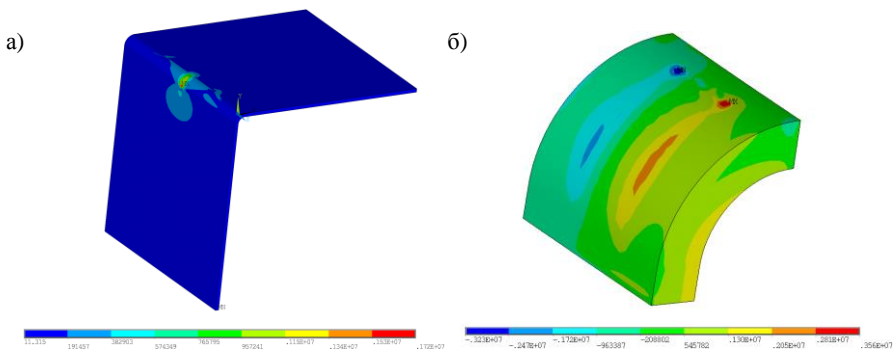 а)
б)
MX
11.315
191457
382903
574349
765795
957241
.115E+07
.134E+07
.153E+07
.172E+07
-.323E+07
-.247E+07
-.172E+07
-963387
-208802
545782
.130E+07
.205E+07
.281E+07
.356E+07